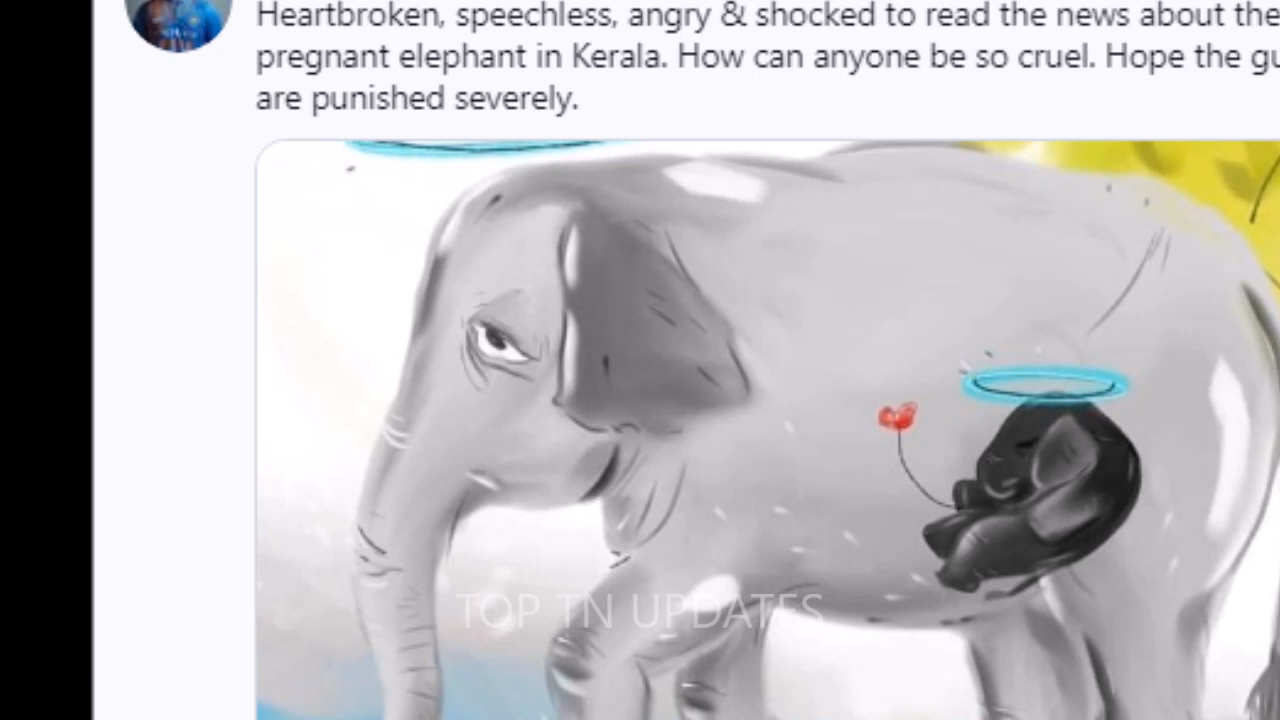 Heartbroken, speechless, angry & shocked to read the news about the
pregnant elephant in Kerala. How can anyone be so cruel. Hope the
are punished severely.
TOP TN UPDATES